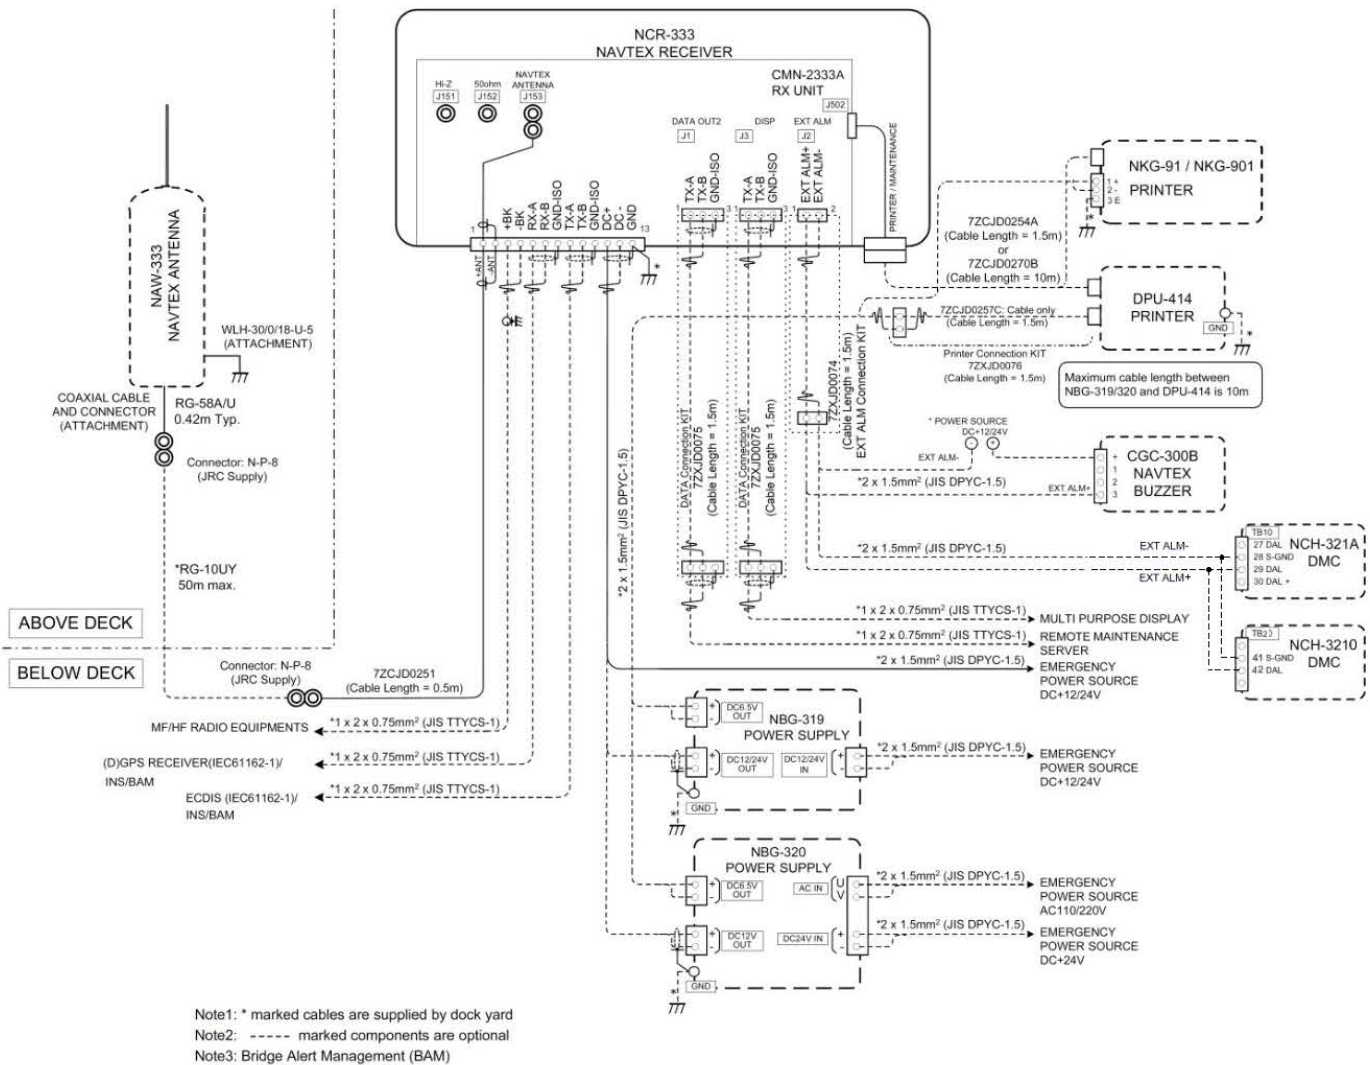 NCR-333
NAVTEX RECEIVER
CMN-2333A
RX UNIT
Hi-Z
J151
50ohm
J152
NAVTEX
ANTENNA
J153
J502
DATA OUT2
J1
DISP
J3
EXT ALM
J2
TX-A
TX-B
GND-ISO
TX-A
TX-B
GND-ISO
EXT ALM+
EXT ALM-
PRINTER / MAINTENANCE
1 3
1 3
1 2
+BK
-BK
RX-A
RX-B
GND-ISO
TX-A
TX-B
GND-ISO
DC+
DC -
GND
1
13
+ANT
-ANT
*
NAW-333
NAVTEX ANTENNA
WLH-30/0/18-U-5
(ATTACHMENT)
COAXIAL CABLE
AND CONNECTOR
(ATTACHMENT)
RG-58A/U
0.42m Typ.
Connector: N-P-8
(JRC Supply)
*RG-10UY
50m max.
ABOVE DECK
BELOW DECK
Connector: N-P-8
(JRC Supply)
7ZCJD0251
(Cable Length = 0.5m)
MF/HF RADIO EQUIPMENTS
*1 x 2 x 0.75mm² (JIS TTYCS-1)
(D)GPS RECEIVER(IEC61162-1)/
INS/BAM
*1 x 2 x 0.75mm² (JIS TTYCS-1)
ECDIS (IEC61162-1)/
INS/BAM
*1 x 2 x 0.75mm² (JIS TTYCS-1)
NKG-91 / NKG-901
PRINTER
1 +
2 -
3 E
*
7ZCJD0254A
(Cable Length = 1.5m)
or
7ZCJD0270B
(Cable Length = 10m)
DPU-414
PRINTER
GND
*
7ZCJD0257C: Cable only
(Cable Length = 1.5m)
Printer Connection KIT
7ZXJD0076
(Cable Length = 1.5m)
Maximum cable length between
NBG-319/320 and DPU-414 is 10m
7ZXJD0074
(Cable Length = 1.5m)
EXT ALM Connection KIT
DATA Connection KIT
7ZXJD0075
(Cable Length = 1.5m)
DATA Connection KIT
7ZXJD0075
(Cable Length = 1.5m)
*2 x 1.5mm² (JIS DPYC-1.5)
* POWER SOURCE
DC+12/24V
- +
EXT ALM-
*2 x 1.5mm² (JIS DPYC-1.5)
EXT ALM+
+
1
2
3
CGC-300B
NAVTEX
BUZZER
*2 x 1.5mm² (JIS DPYC-1.5)
EXT ALM-
EXT ALM+
TB10
27 DAL
28 S-GND
29 DAL
30 DAL +
NCH-321A
DMC
41 S-GND
42 DAL
NCH-3210
DMC
*1 x 2 x 0.75mm² (JIS TTYCS-1)
MULTI PURPOSE DISPLAY
*1 x 2 x 0.75mm² (JIS TTYCS-1)
REMOTE MAINTENANCE
SERVER
*2 x 1.5mm² (JIS DPYC-1.5)
EMERGENCY
POWER SOURCE
DC+12/24V
NBG-319
POWER SUPPLY
+
-
DC6.5V
OUT
+
-
DC12/24V
OUT
DC12/24V
IN
+
-
GND
*
*2 x 1.5mm² (JIS DPYC-1.5)
EMERGENCY
POWER SOURCE
DC+12/24V
NBG-320
POWER SUPPLY
+
-
DC6.5V
OUT
AC IN
U
V
+
-
DC12V
OUT
DC24V IN
+
-
GND
*
*2 x 1.5mm² (JIS DPYC-1.5)
EMERGENCY
POWER SOURCE
AC110/220V
*2 x 1.5mm² (JIS DPYC-1.5)
EMERGENCY
POWER SOURCE
DC+24V
Note1: * marked cables are supplied by dock yard
Note2: ----- marked components are optional
Note3: Bridge Alert Management (BAM)